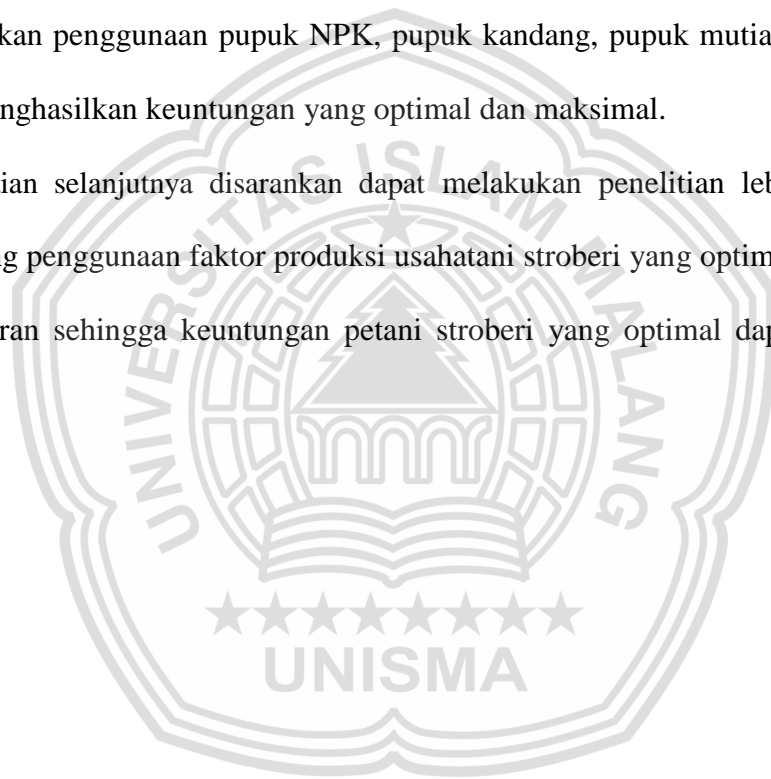 kan penggunaan pupuk NPK, pupuk kandang, pupuk mutia
nghasilkan keuntungan yang optimal dan maksimal.
ian selanjutnya disarankan dapat melakukan penelitian leb
g penggunaan faktor produksi usahatani stroberi yang optim
ran sehingga keuntungan petani stroberi yang optimal dap
UNIVERSITAS ISLAM MALANG
UNISMA